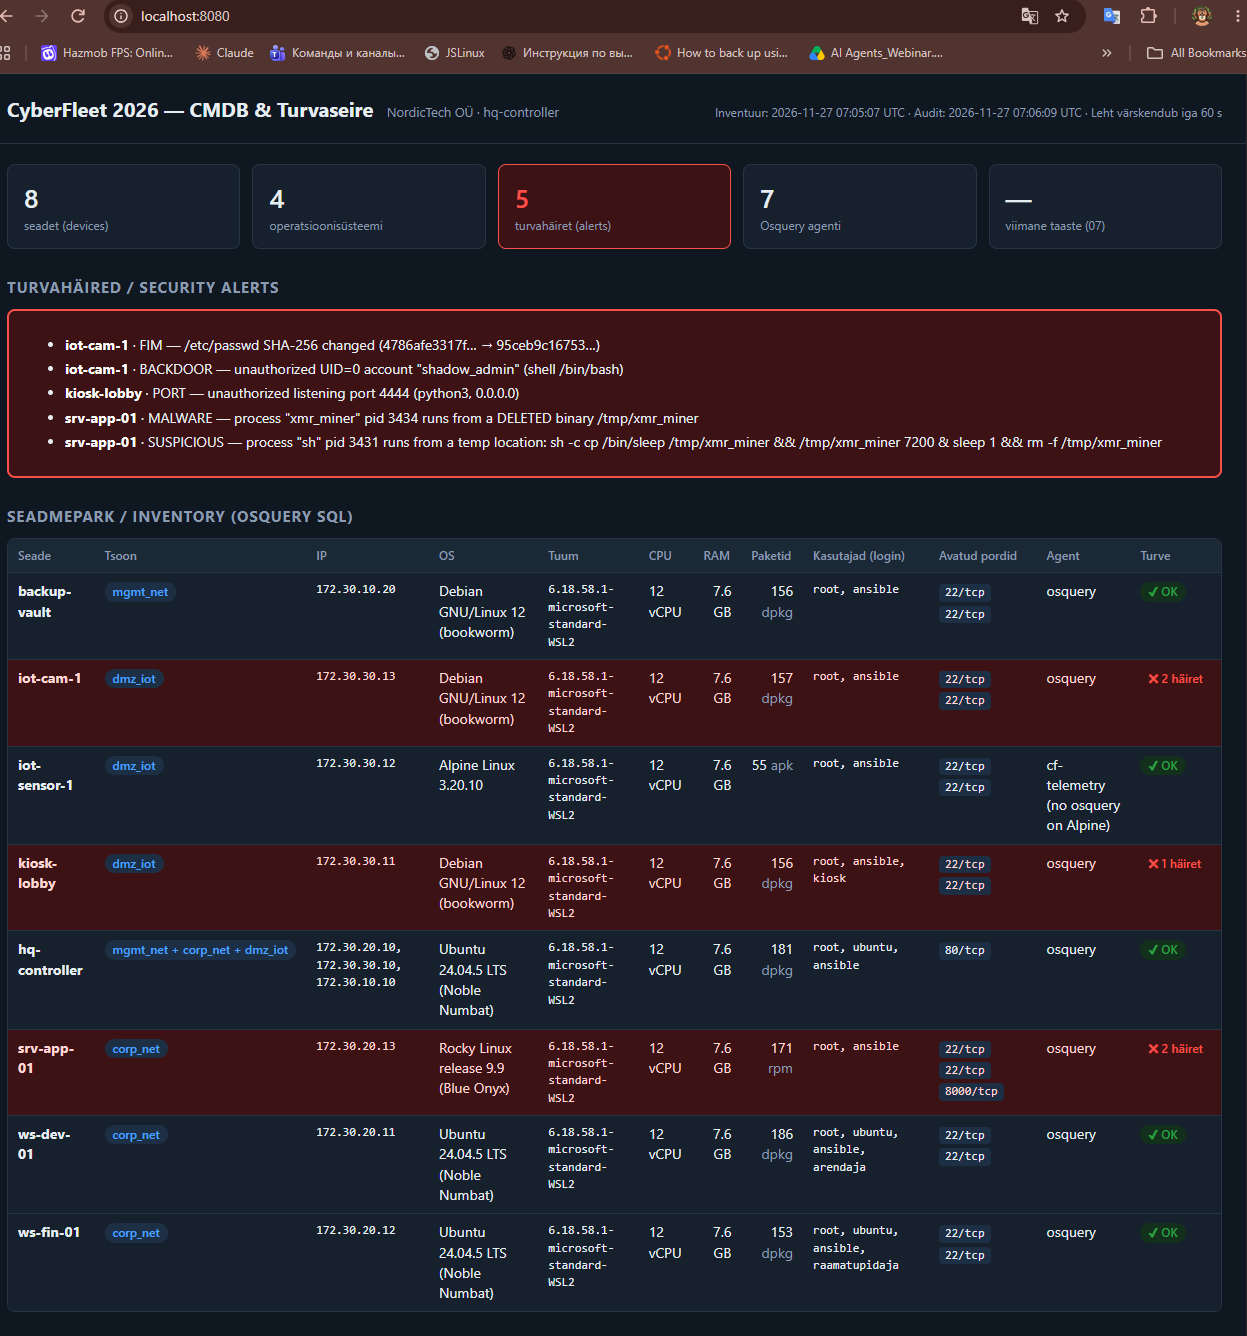 localhost:8080
Hazmob FPS: Onlin...
Claude
Команды и каналы...
JSLinux
Инструкция по вы...
How to back up usi...
AI Agents_Webinar....
»
All Bookmarks
CyberFleet 2026 — CMDB & Turvaseire
NordicTech OÜ · hq-controller
Inventuur: 2026-11-27 07:05:07 UTC · Audit: 2026-11-27 07:06:09 UTC · Leht värskendub iga 60 s
8
seadet (devices)
4
operatsioonisüsteemi
5
turvahäiret (alerts)
7
Osquery agenti
—
viimane taaste (07)
TURVAHÄIRED / SECURITY ALERTS
• iot-cam-1 · FIM — /etc/passwd SHA-256 changed (4786afe3317f... → 95ceb9c16753...)
• iot-cam-1 · BACKDOOR — unauthorized UID=0 account "shadow_admin" (shell /bin/bash)
• kiosk-lobby · PORT — unauthorized listening port 4444 (python3, 0.0.0.0)
• srv-app-01 · MALWARE — process "xmr_miner" pid 3434 runs from a DELETED binary /tmp/xmr_miner
• srv-app-01 · SUSPICIOUS — process "sh" pid 3431 runs from a temp location: sh -c cp /bin/sleep /tmp/xmr_miner && /tmp/xmr_miner 7200 & sleep 1 && rm -f /tmp/xmr_miner
SEADMEPARK / INVENTORY (OSQUERY SQL)
Seade Tsoon IP OS Tuum CPU RAM Paketid Kasutajad (login) Avatud pordid Agent Turve
backup- mgmt_net 172.30.10.20 Debian 6.18.58.1- 12 7.6 156 root, ansible 22/tcp osquery ✓ OK
vault GNU/Linux 12 microsoft- vCPU GB dpkg 22/tcp
(bookworm) standard-
WSL2
iot-cam-1 dmz_iot 172.30.30.13 Debian 6.18.58.1- 12 7.6 157 root, ansible 22/tcp osquery ✕ 2 häiret
GNU/Linux 12 microsoft- vCPU GB dpkg 22/tcp
(bookworm) standard-
WSL2
iot- dmz_iot 172.30.30.12 Alpine Linux 6.18.58.1- 12 7.6 55 apk root, ansible 22/tcp cf- ✓ OK
sensor-1 3.20.10 microsoft- vCPU GB 22/tcp telemetry
standard- (no osquery
WSL2 on Alpine)
kiosk- dmz_iot 172.30.30.11 Debian 6.18.58.1- 12 7.6 156 root, ansible, 22/tcp osquery ✕ 1 häiret
lobby GNU/Linux 12 microsoft- vCPU GB dpkg kiosk 22/tcp
(bookworm) standard-
WSL2
hq- mgmt_net + corp_net + dmz_iot 172.30.20.10, Ubuntu 6.18.58.1- 12 7.6 181 root, ubuntu, 80/tcp osquery ✓ OK
controller 172.30.30.10, 24.04.5 LTS microsoft- vCPU GB dpkg ansible
172.30.10.10 (Noble standard-
Numbat) WSL2
srv-app- corp_net 172.30.20.13 Rocky Linux 6.18.58.1- 12 7.6 171 root, ansible 22/tcp osquery ✕ 2 häiret
01 release 9.9 microsoft- vCPU GB rpm 22/tcp
(Blue Onyx) standard- 8000/tcp
WSL2
ws-dev- corp_net 172.30.20.11 Ubuntu 6.18.58.1- 12 7.6 186 root, ubuntu, 22/tcp osquery ✓ OK
01 24.04.5 LTS microsoft- vCPU GB dpkg ansible, 22/tcp
(Noble standard- arendaja
Numbat) WSL2
ws-fin-01 corp_net 172.30.20.12 Ubuntu 6.18.58.1- 12 7.6 153 root, ubuntu, 22/tcp osquery ✓ OK
24.04.5 LTS microsoft- vCPU GB dpkg ansible, 22/tcp
(Noble standard- raamatupidaja
Numbat) WSL2